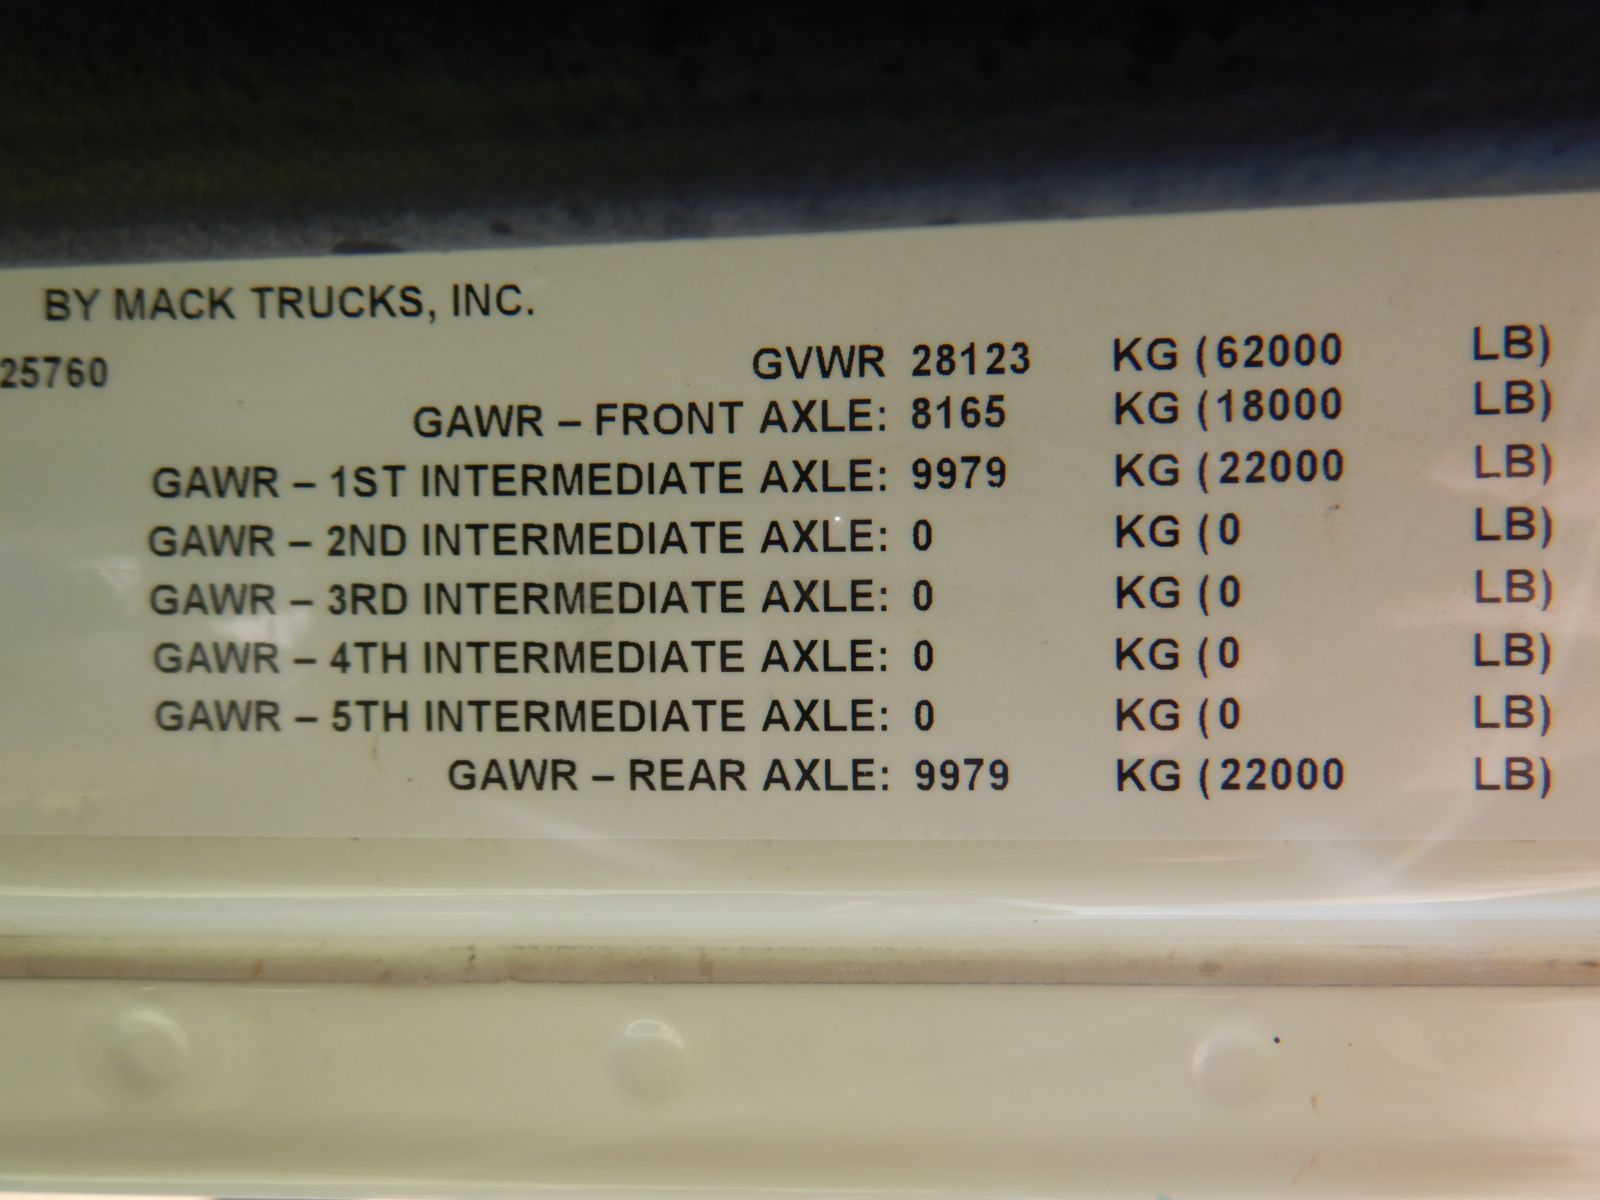 BY MACK TRUCKS, INC.
25760 GVWR 28123 KG (62000 LB)
GAWR – FRONT AXLE: 8165 KG (18000 LB)
GAWR – 1ST INTERMEDIATE AXLE: 9979 KG (22000 LB)
GAWR – 2ND INTERMEDIATE AXLE: 0 KG (0 LB)
GAWR – 3RD INTERMEDIATE AXLE: 0 KG (0 LB)
GAWR – 4TH INTERMEDIATE AXLE: 0 KG (0 LB)
GAWR – 5TH INTERMEDIATE AXLE: 0 KG (0 LB)
GAWR – REAR AXLE: 9979 KG (22000 LB)